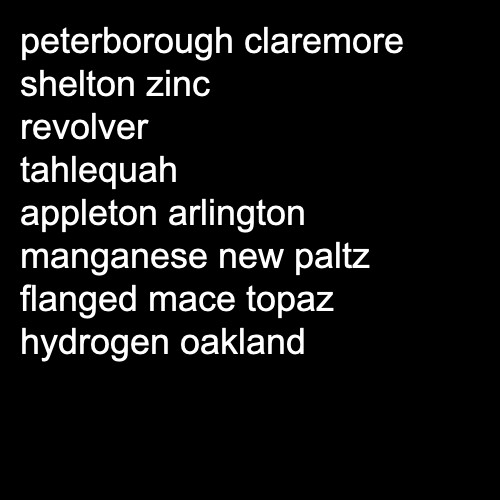 peterborough claremore
shelton zinc
revolver
tahlequah
appleton arlington
manganese new paltz
flanged mace topaz
hydrogen oakland